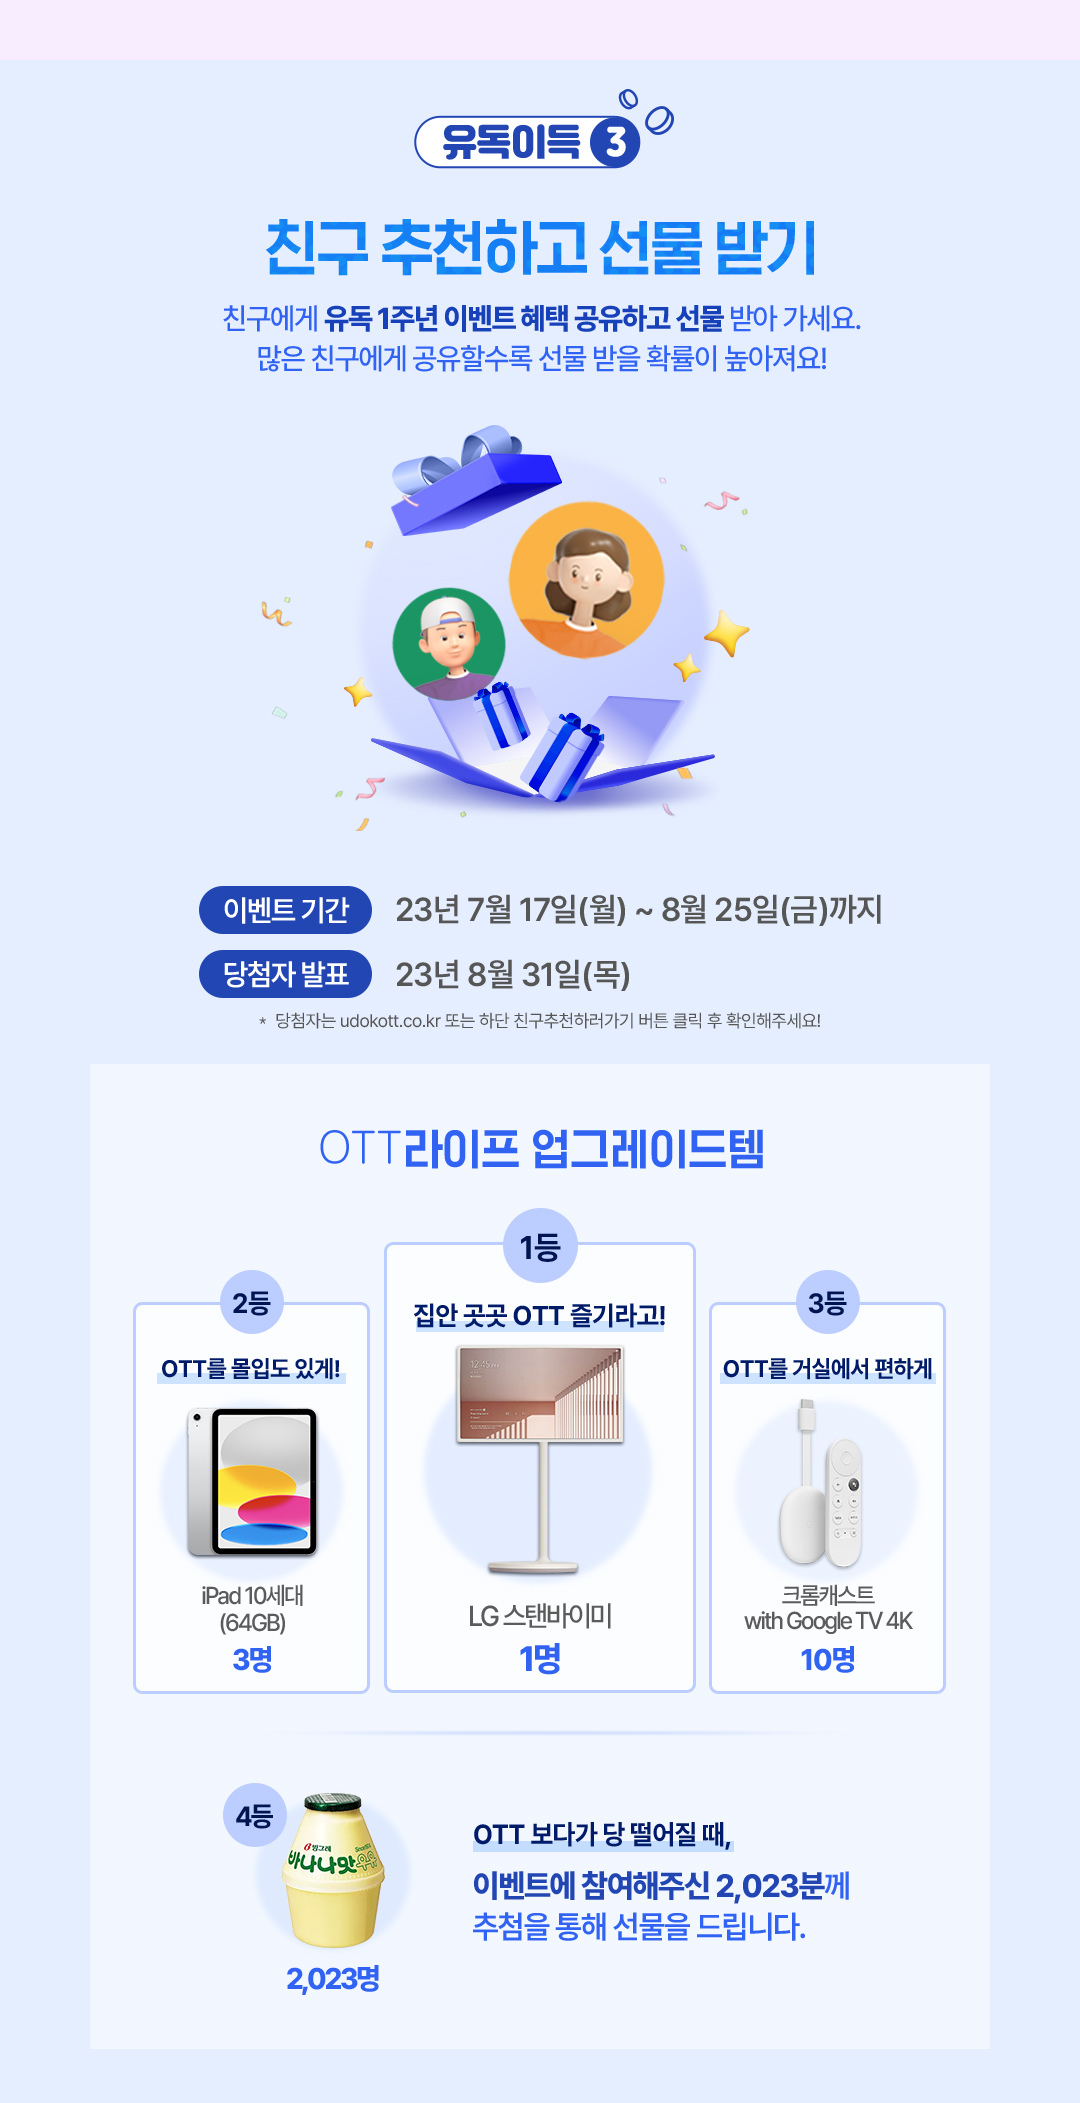 유독이득 3
친구 추천하고 선물 받기
친구에게 유독 1주년 이벤트 혜택 공유하고 선물 받아 가세요.
많은 친구에게 공유할수록 선물 받을 확률이 높아져요!
이벤트 기간 23년 7월 17일(월) ~ 8월 25일(금)까지
당첨자 발표 23년 8월 31일(목)
* 당첨자는 udokott.co.kr 또는 하단 친구추천하러가기 버튼 클릭 후 확인해주세요!
OTT라이프 업그레이드템
2등
OTT를 몰입도 있게!
iPad 10세대
(64GB)
3명
1등
집안 곳곳 OTT 즐기라고!
12:45
LG 스탠바이미
1명
3등
OTT를 거실에서 편하게
크롬캐스트
with Google TV 4K
10명
4등
빙그레
바나나맛우유
2,023명
OTT 보다가 당 떨어질 때,
이벤트에 참여해주신 2,023분께
추첨을 통해 선물을 드립니다.